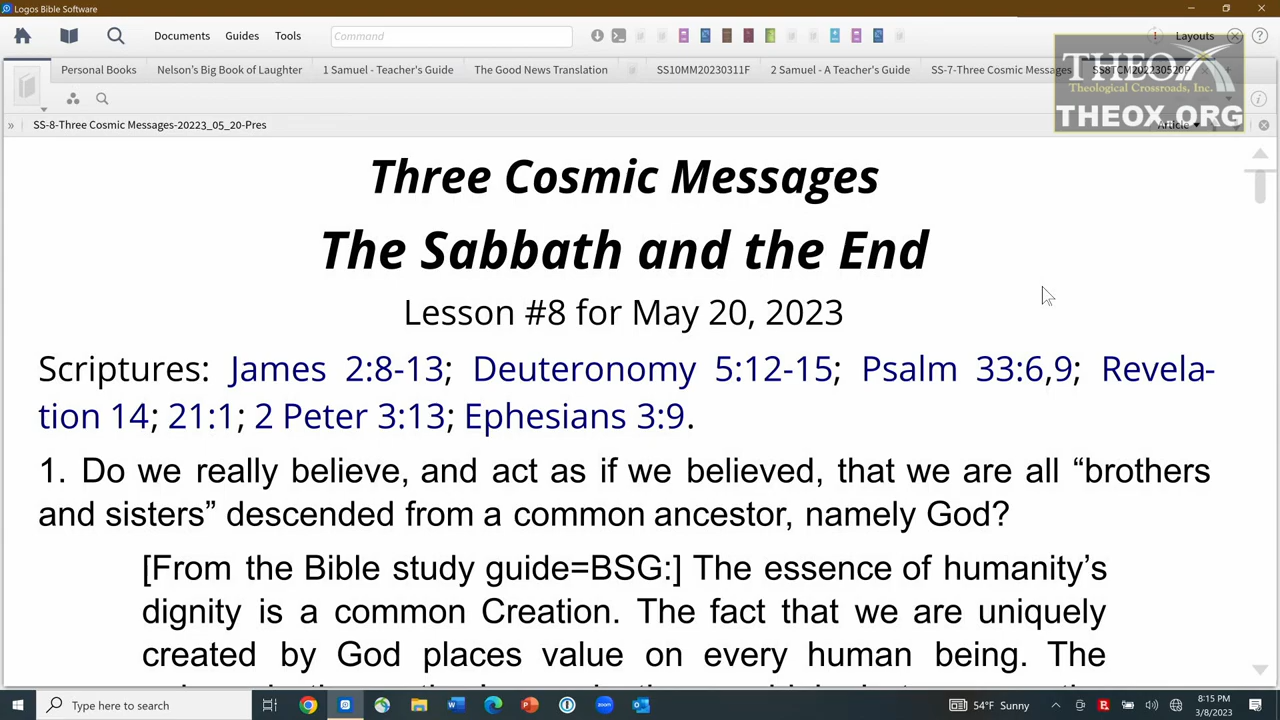 Logos Bible Software
Documents Guides Tools Command Layouts
Personal Books Nelson's Big Book of Laughter 1 Samuel The Good News Translation SS10MM20230311F 2 Samuel - A Teacher's Guide SS-7-Three Cosmic Messages
THEOX
Theological Crossroads, Inc.
THEOX.ORG
SS-8-Three Cosmic Messages-20223_05_20-Pres Article
Three Cosmic Messages
The Sabbath and the End
Lesson #8 for May 20, 2023
Scriptures: James 2:8-13; Deuteronomy 5:12-15; Psalm 33:6,9; Revela-
tion 14; 21:1; 2 Peter 3:13; Ephesians 3:9.
1. Do we really believe, and act as if we believed, that we are all “brothers
and sisters” descended from a common ancestor, namely God?
[From the Bible study guide=BSG:] The essence of humanity’s
dignity is a common Creation. The fact that we are uniquely
created by God places value on every human being. The
Type here to search 54°F Sunny 8:15 PM
3/8/2023